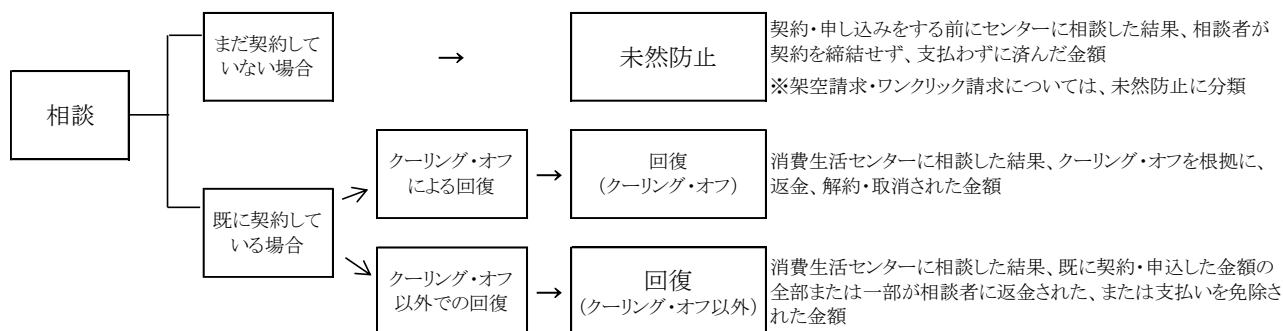 相談
まだ契約して
いない場合
→
未然防止
契約・申し込みをする前にセンターに相談した結果、相談者が
契約を締結せず、支払わずに済んだ金額
※架空請求・ワンクリック請求については、未然防止に分類
既に契約して
いる場合
クーリング・オフ
による回復
→
回復
(クーリング・オフ)
消費生活センターに相談した結果、クーリング・オフを根拠に、
返金、解約・取消された金額
クーリング・オフ
以外での回復
→
回復
(クーリング・オフ以外)
消費生活センターに相談した結果、既に契約・申込した金額の
全部または一部が相談者に返金された、または支払いを免除さ
れた金額